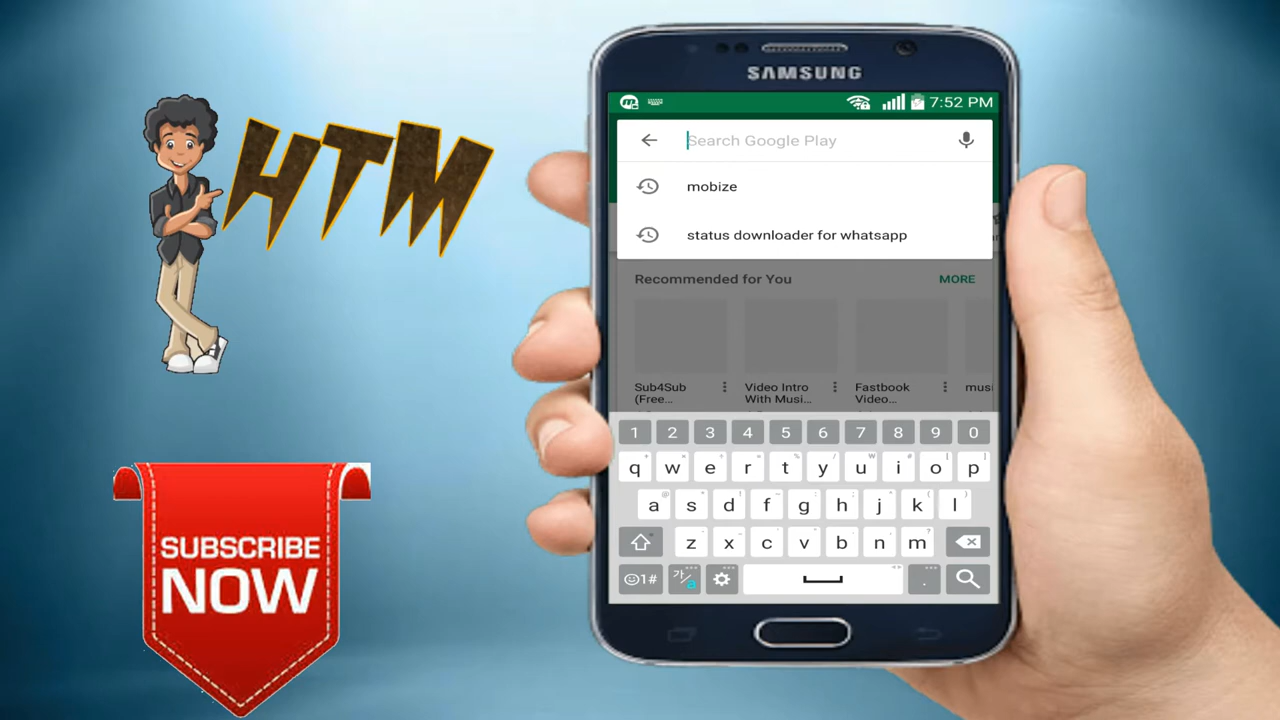 HTM
SUBSCRIBE
NOW
SAMSUNG
7:52 PM
Search Google Play
mobize
status downloader for whatsapp
Recommended for You
MORE
Sub4Sub
(Free...
Video Intro
With Musi...
Fastbook
Video...
musi
1 2 3 4 5 6 7 8 9 0
q w e r t y u i o p
a s d f g h j k l
z x c v b n m
1# 가/a .